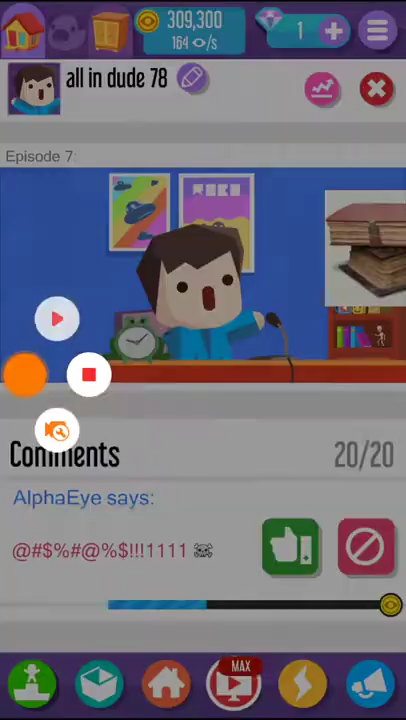 309,300
164 /s
1
all in dude 78
Episode 7:
Comments
20/20
AlphaEye says:
@#$%#@%$!!!1111 ☠
MAX